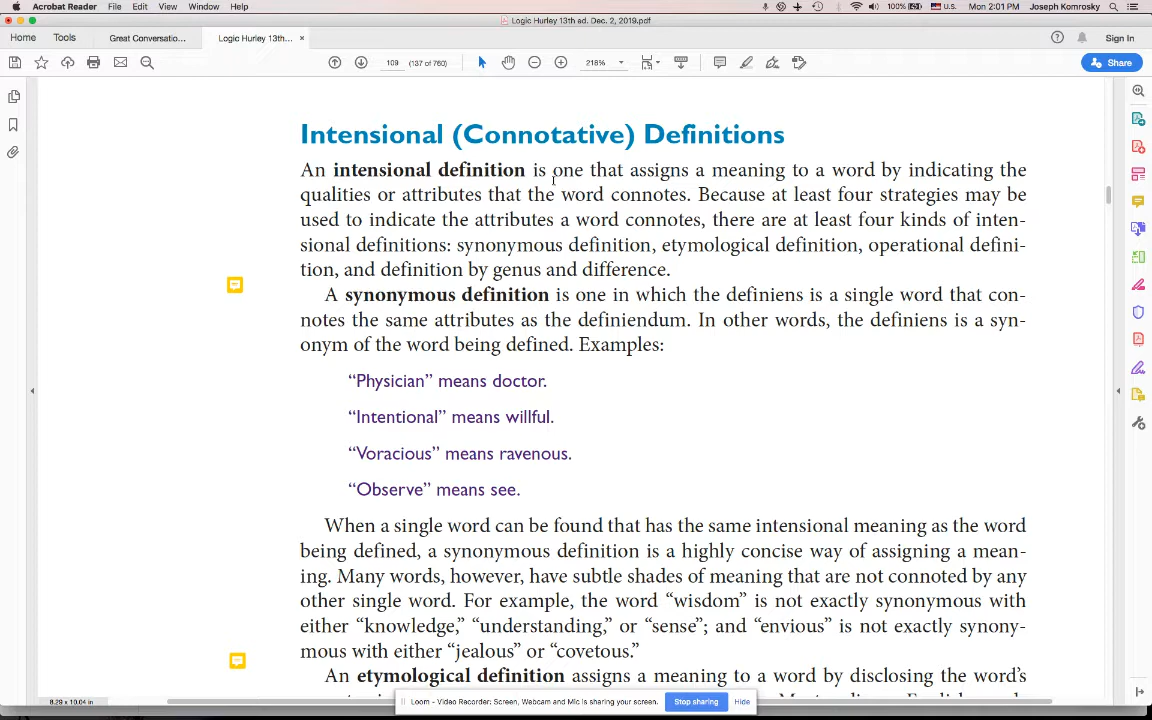 Acrobat Reader File Edit View Window Help 100% U.S. Mon 2:01 PM Joseph Komrosky
Logic Hurley 13th ed. Dec. 2, 2019.pdf
Home Tools Great Conversatio... Logic Hurley 13th... × Sign In
109 (137 of 760) 218% Share
Intensional (Connotative) Definitions
An intensional definition is one that assigns a meaning to a word by indicating the
qualities or attributes that the word connotes. Because at least four strategies may be
used to indicate the attributes a word connotes, there are at least four kinds of inten-
sional definitions: synonymous definition, etymological definition, operational defini-
tion, and definition by genus and difference.
A synonymous definition is one in which the definiens is a single word that con-
notes the same attributes as the definiendum. In other words, the definiens is a syn-
onym of the word being defined. Examples:
“Physician” means doctor.
“Intentional” means willful.
“Voracious” means ravenous.
“Observe” means see.
When a single word can be found that has the same intensional meaning as the word
being defined, a synonymous definition is a highly concise way of assigning a mean-
ing. Many words, however, have subtle shades of meaning that are not connoted by any
other single word. For example, the word “wisdom” is not exactly synonymous with
either “knowledge,” “understanding,” or “sense”; and “envious” is not exactly synony-
mous with either “jealous” or “covetous.”
An etymological definition assigns a meaning to a word by disclosing the word’s
8.29 x 10.04 in
Loom – Video Recorder: Screen, Webcam and Mic is sharing your screen. Stop sharing Hide